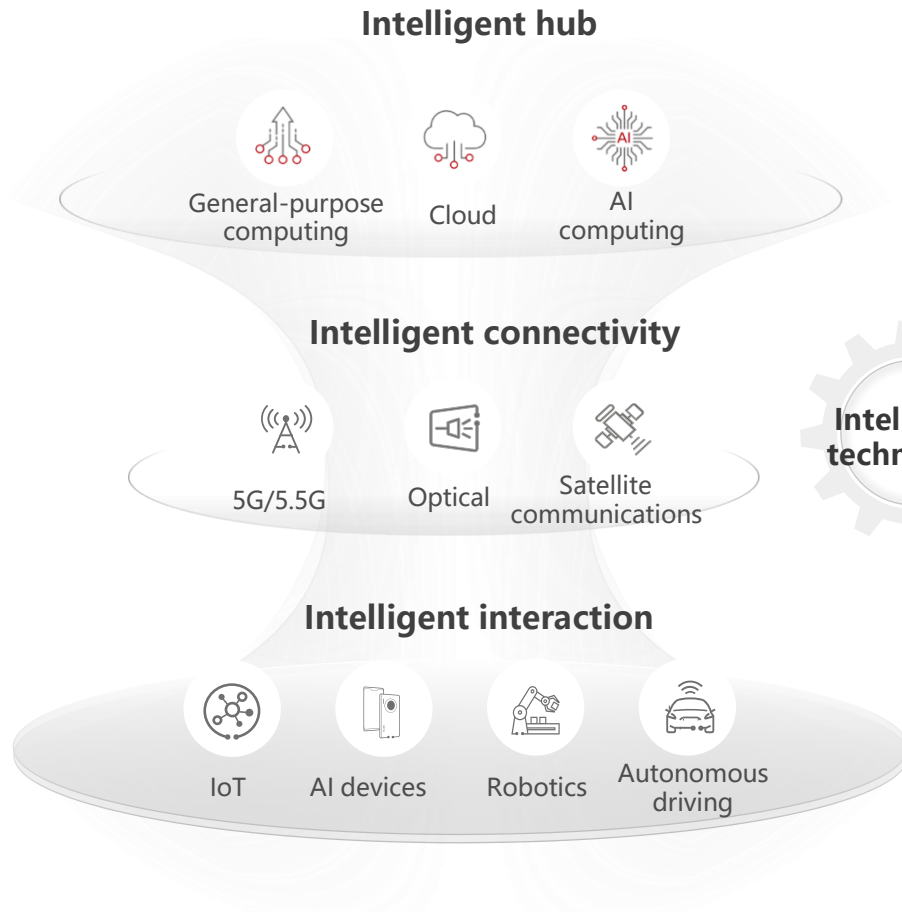 Intelligent hub
AI
General-purpose
computing
Cloud
AI
computing
Intelligent connectivity
5G/5.5G
Optical
Satellite
communications
Intelligent interaction
IoT
AI devices
Robotics
Autonomous
driving